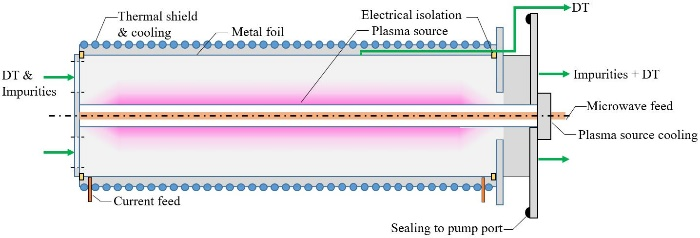 Thermal shield
& cooling
Metal foil
Electrical isolation
Plasma source
DT
DT &
Impurities
Impurities + DT
Microwave feed
Plasma source cooling
Current feed
Sealing to pump port